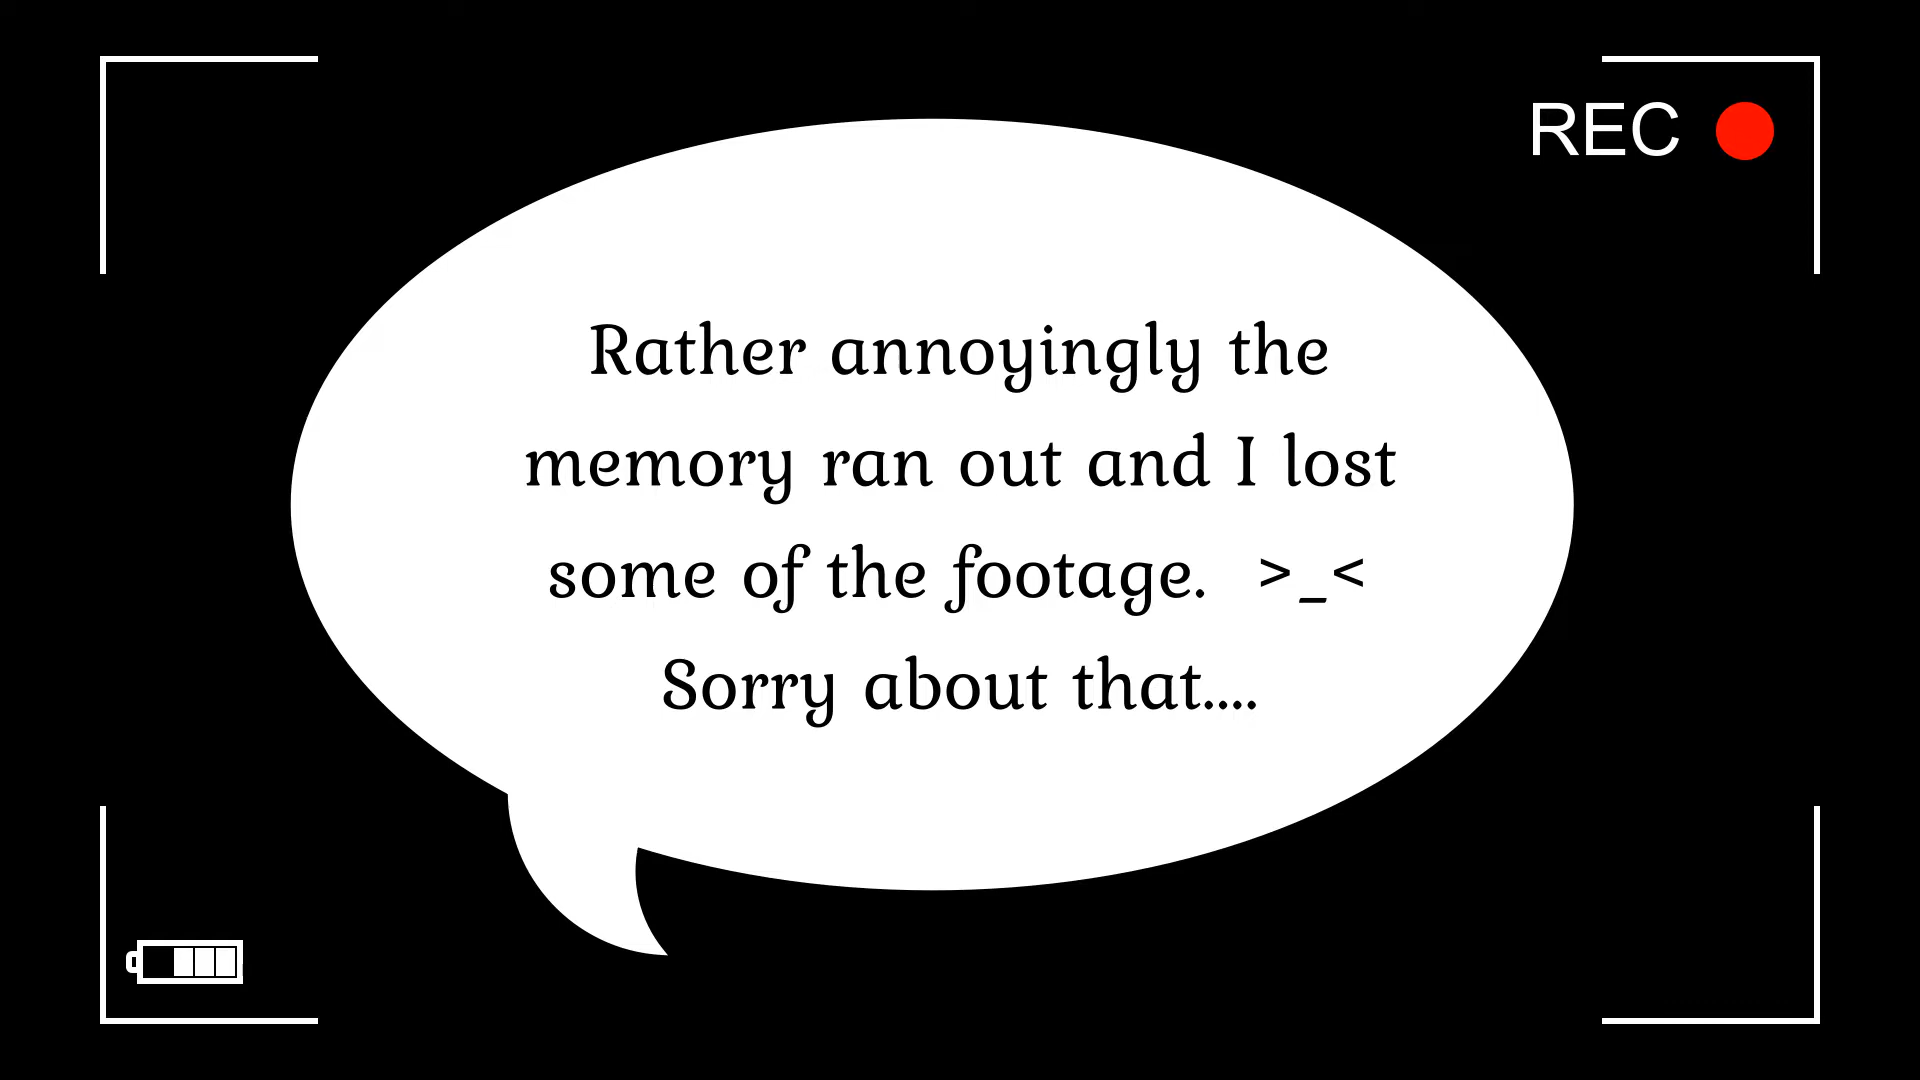 REC
Rather annoyingly the
memory ran out and I lost
some of the footage. >_<
Sorry about that....